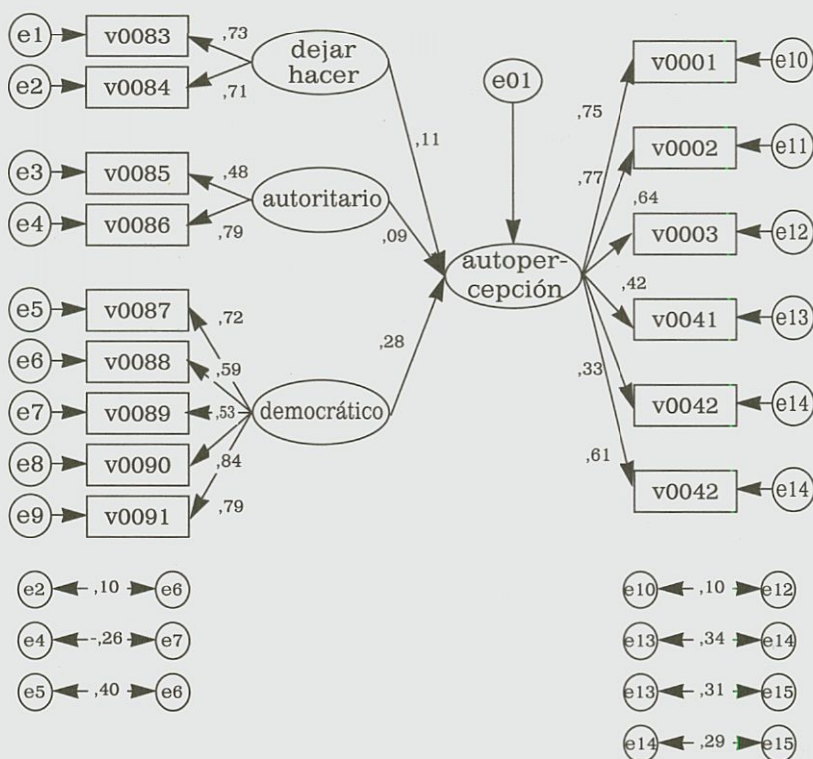 e1
v0083
,73
dejar
hacer
e2
v0084
,71
e3
v0085
,48
autoritario
e4
v0086
,79
e5
v0087
,72
e6
v0088
,59
e7
v0089
,53
democrático
e8
v0090
,84
e9
v0091
,79
,11
,09
,28
e01
autoper-
cepción
,75
v0001
e10
,77
v0002
e11
,64
v0003
e12
,42
v0041
e13
,33
v0042
e14
,61
v0042
e14
e2 ,10 e6
e4 -,26 e7
e5 ,40 e6
e10 ,10 e12
e13 ,34 e14
e13 ,31 e15
e14 ,29 e15